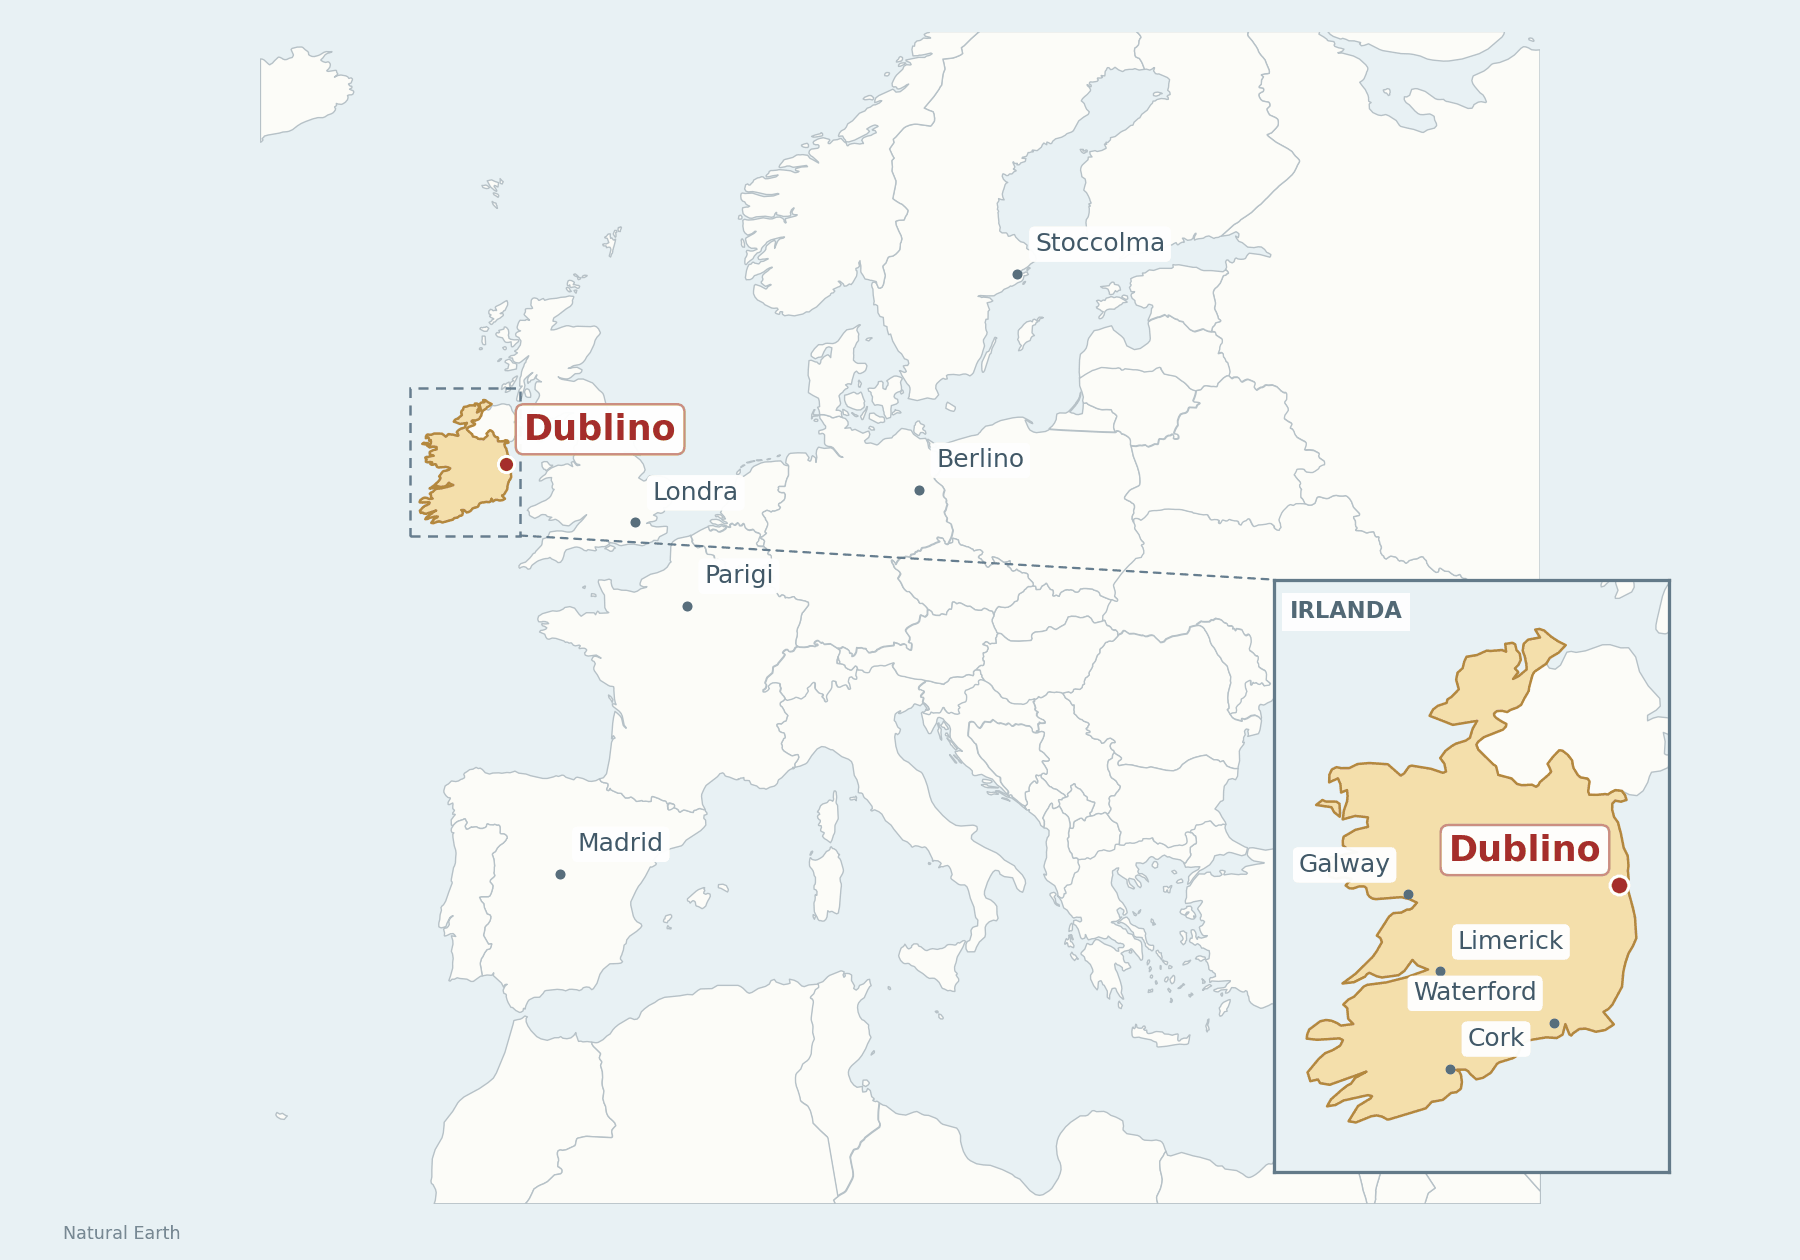 Stoccolma
Dublino
Berlino
Londra
Parigi
Madrid
IRLANDA
Dublino
Galway
Limerick
Waterford
Cork
Natural Earth